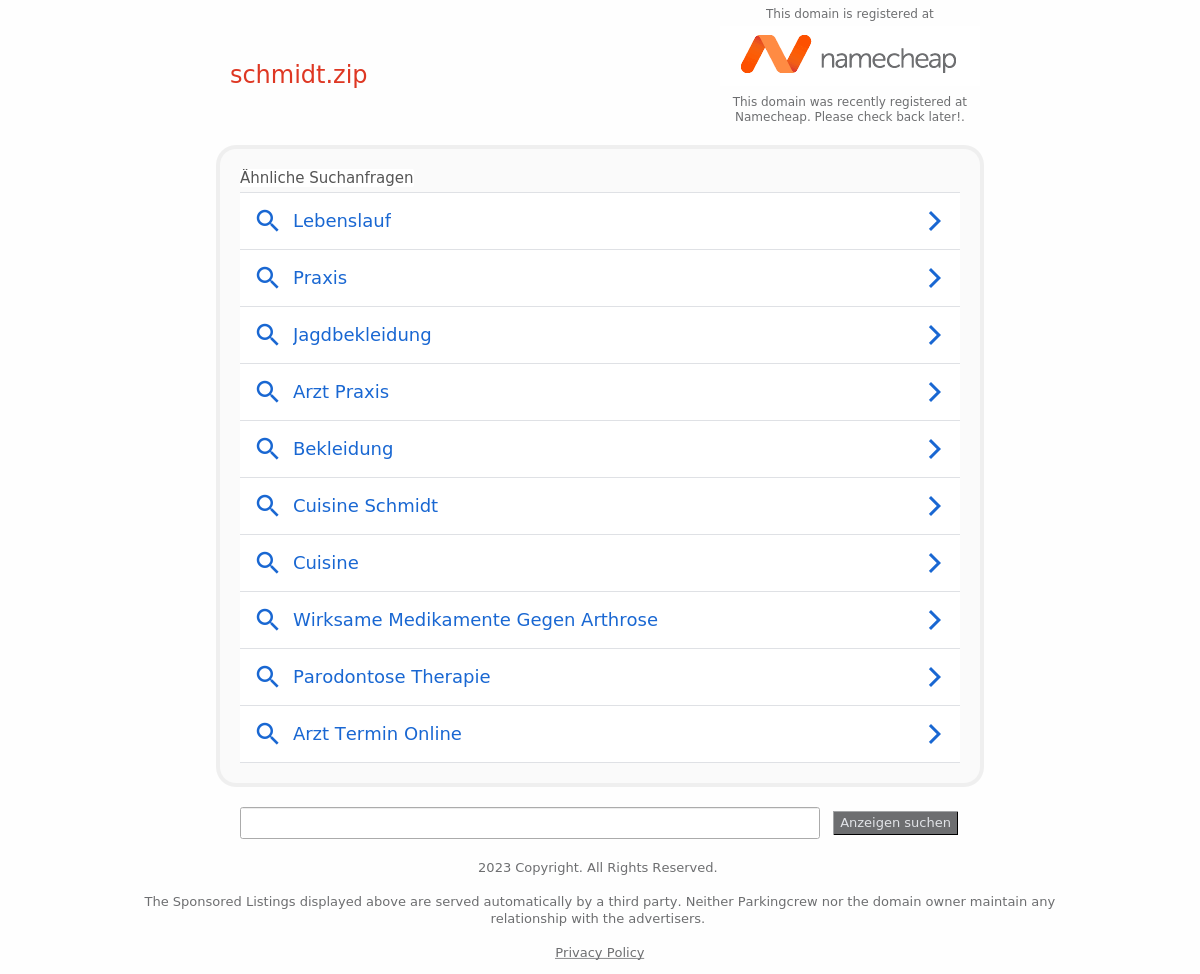 This domain is registered at
namecheap
schmidt.zip
This domain was recently registered at
Namecheap. Please check back later!.
Ähnliche Suchanfragen
Lebenslauf
Praxis
Jagdbekleidung
Arzt Praxis
Bekleidung
Cuisine Schmidt
Cuisine
Wirksame Medikamente Gegen Arthrose
Parodontose Therapie
Arzt Termin Online
Anzeigen suchen
2023 Copyright. All Rights Reserved.
The Sponsored Listings displayed above are served automatically by a third party. Neither Parkingcrew nor the domain owner maintain any
relationship with the advertisers.
Privacy Policy